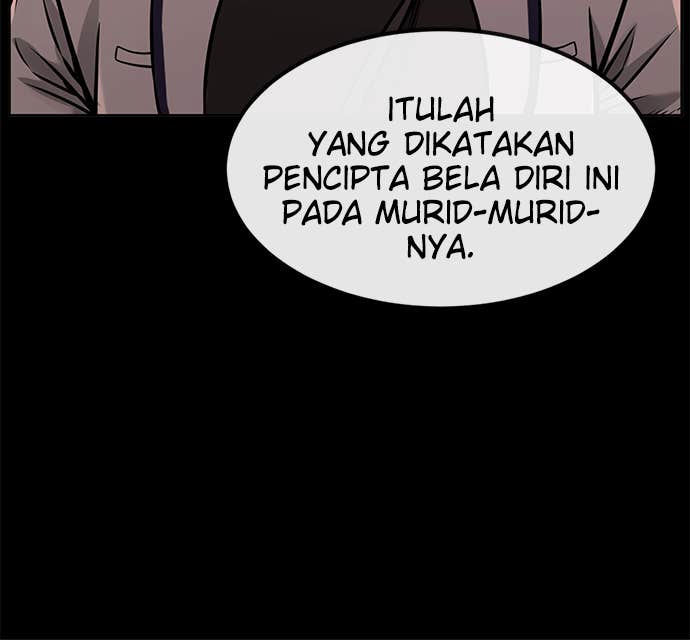 ITULAH
YANG DIKATAKAN
PENCIPTA BELA DIRI INI
PADA MURID-MURID-
NYA.